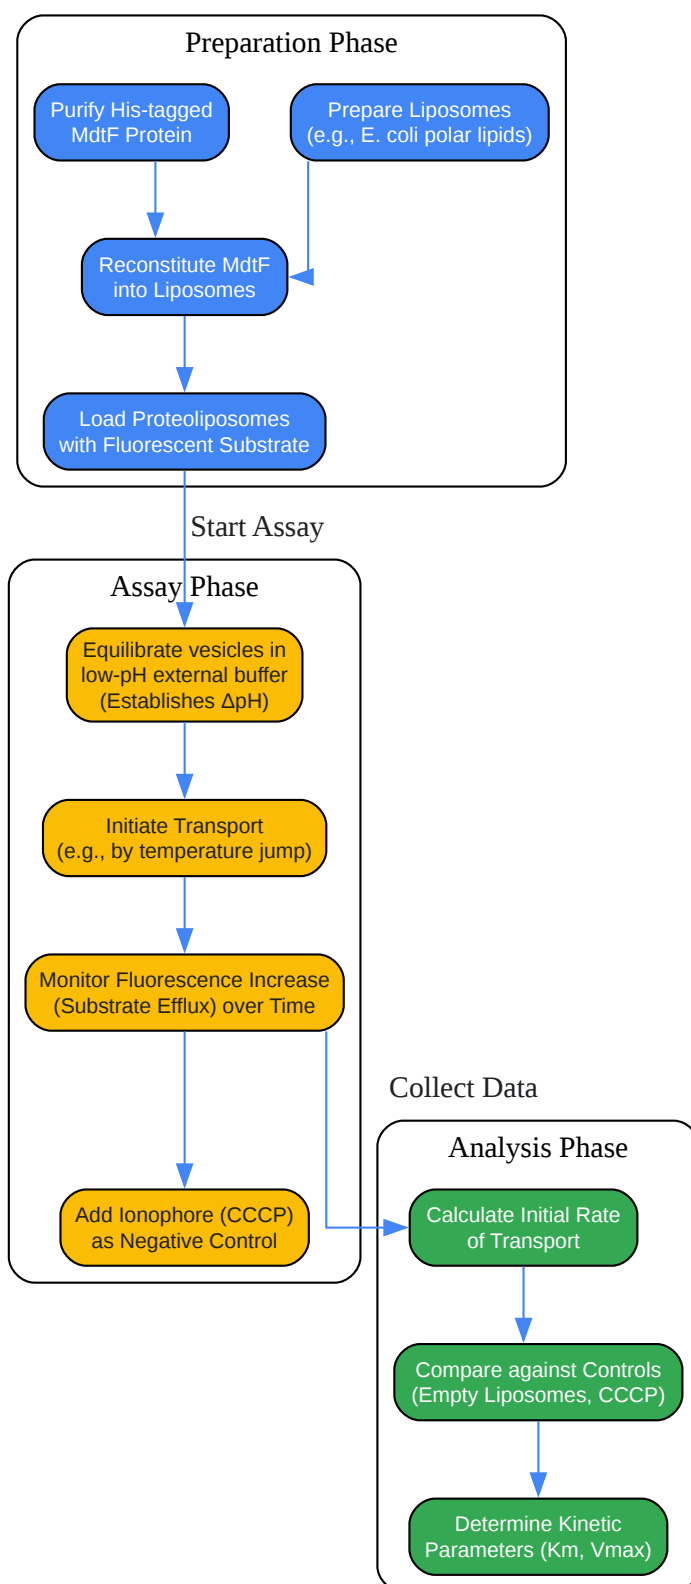 Preparation Phase
Purify His-tagged
MdtF Protein
Prepare Liposomes
(e.g., E. coli polar lipids)
Reconstitute MdtF
into Liposomes
Load Proteoliposomes
with Fluorescent Substrate
Start Assay
Assay Phase
Equilibrate vesicles in
low-pH external buffer
(Establishes ΔpH)
Initiate Transport
(e.g., by temperature jump)
Monitor Fluorescence Increase
(Substrate Efflux) over Time
Collect Data
Add Ionophore (CCCP)
as Negative Control
Analysis Phase
Calculate Initial Rate
of Transport
Compare against Controls
(Empty Liposomes, CCCP)
Determine Kinetic
Parameters (Km, Vmax)